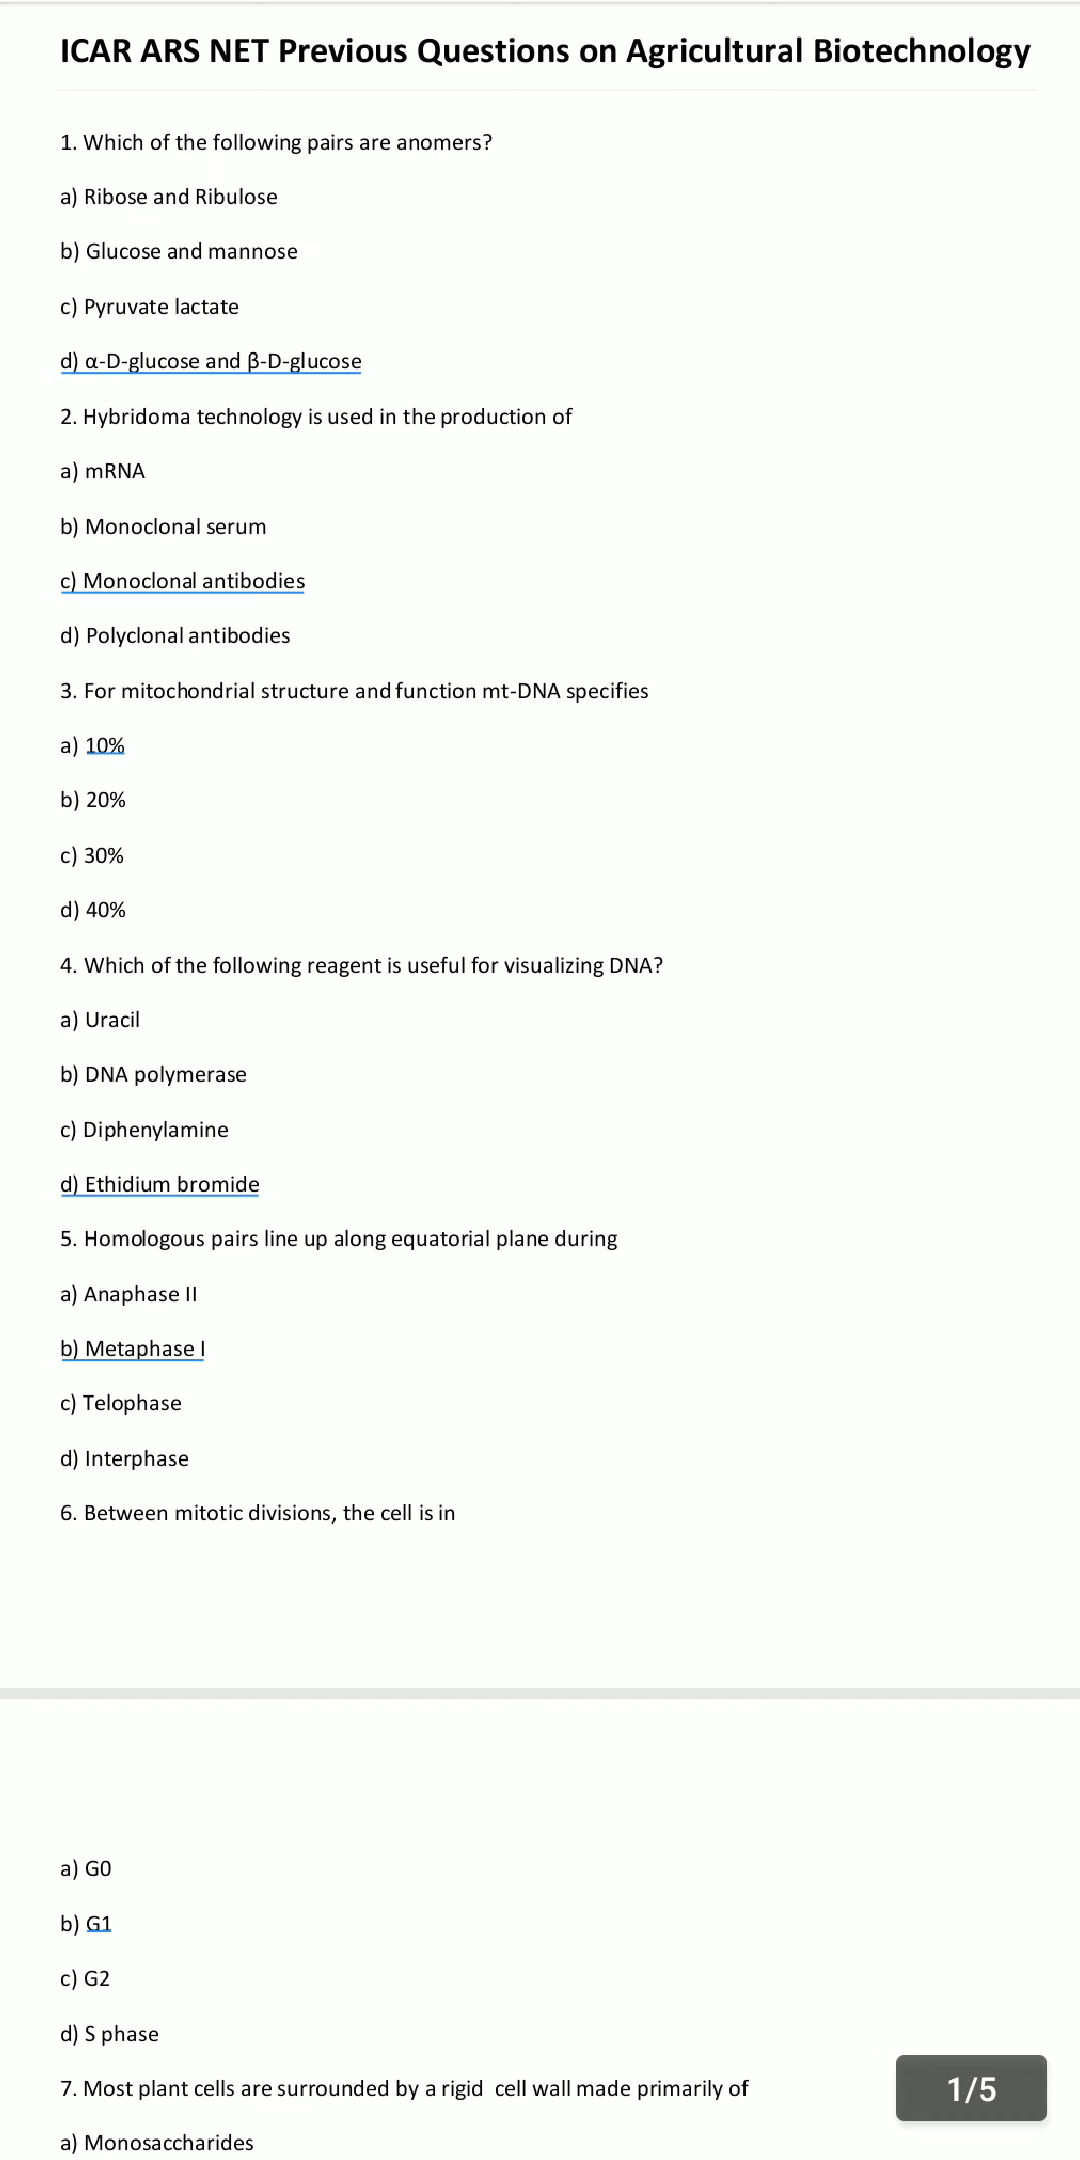 ICAR ARS NET Previous Questions on Agricultural Biotechnology
1. Which of the following pairs are anomers?
a) Ribose and Ribulose
b) Glucose and mannose
c) Pyruvate lactate
d) α-D-glucose and β-D-glucose
2. Hybridoma technology is used in the production of
a) mRNA
b) Monoclonal serum
c) Monoclonal antibodies
d) Polyclonal antibodies
3. For mitochondrial structure and function mt-DNA specifies
a) 10%
b) 20%
c) 30%
d) 40%
4. Which of the following reagent is useful for visualizing DNA?
a) Uracil
b) DNA polymerase
c) Diphenylamine
d) Ethidium bromide
5. Homologous pairs line up along equatorial plane during
a) Anaphase II
b) Metaphase I
c) Telophase
d) Interphase
6. Between mitotic divisions, the cell is in
a) G0
b) G1
c) G2
d) S phase
7. Most plant cells are surrounded by a rigid cell wall made primarily of
1/5
a) Monosaccharides